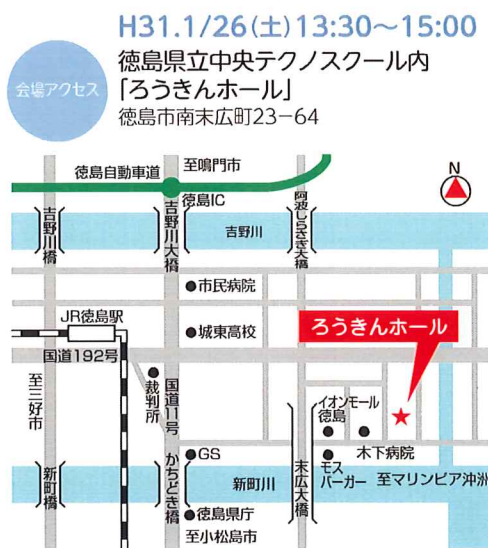 H31.1/26(土)13:30～15:00
会場アクセス
徳島県立中央テクノスクール内
「ろうきんホール」
徳島市南末広町23-64
徳島自動車道
至鳴門市
N
徳島IC
吉野川橋
吉野川大橋
吉野川
阿波しらさぎ大橋
市民病院
JR徳島駅
城東高校
ろうきんホール
国道192号
至三好市
裁判所
国道11号
イオンモール
徳島
木下病院
GS
モス
バーガー
至マリンピア沖洲
新町橋
かちどき橋
新町川
末広大橋
徳島県庁
至小松島市